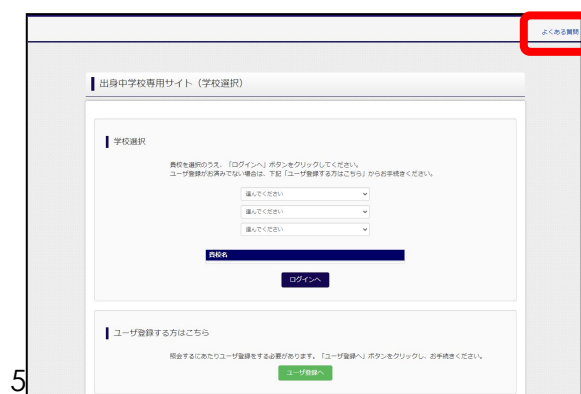 よくある質問
出身中学校専用サイト（学校選択）
学校選択
貴校を選択のうえ、「ログインへ」ボタンをクリックしてください。
ユーザ登録がお済みでない場合は、下記「ユーザ登録する方はこちら」からお手続きください。
選んでください
選んでください
選んでください
貴校名
ログインへ
ユーザ登録する方はこちら
照会するにあたりユーザ登録をする必要があります。「ユーザ登録へ」ボタンをクリックし、お手続きください。
ユーザ登録へ
5